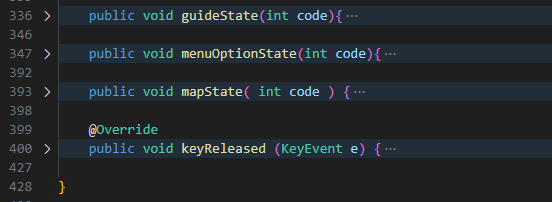 336 > public void guideState(int code){···
346
347 > public void menuOptionState(int code){···
392
393 > public void mapState( int code ) {···
398
399 @Override
400 > public void keyReleased (KeyEvent e) {···
427
428 }